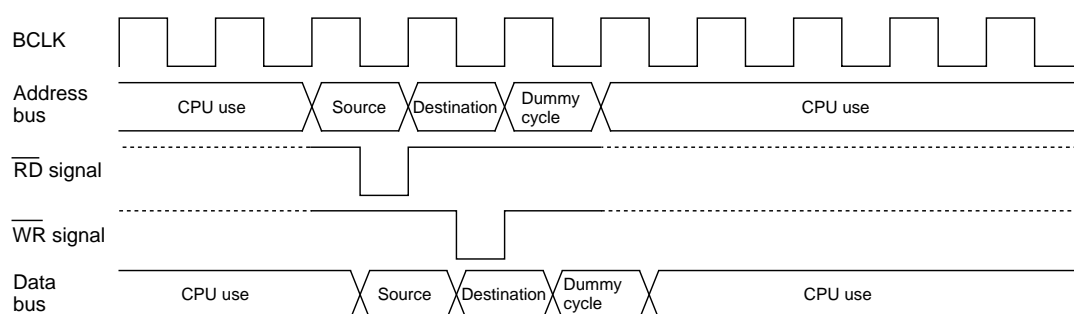 BCLK
Address
bus
CPU use
Source
Destination
Dummy
cycle
CPU use
RD signal
WR signal
Data
bus
CPU use
Source
Destination
Dummy
cycle
CPU use